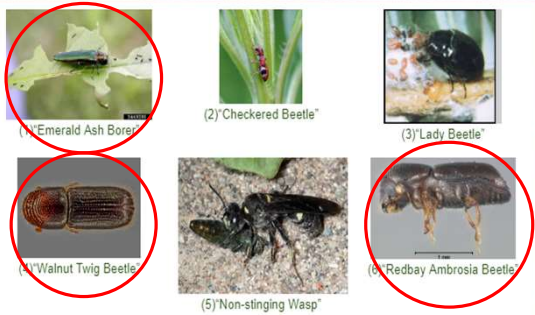 (1)"Emerald Ash Borer"
(2)"Checkered Beetle"
(3)"Lady Beetle"
(4)"Walnut Twig Beetle"
(5)"Non-stinging Wasp"
(6)"Redbay Ambrosia Beetle"